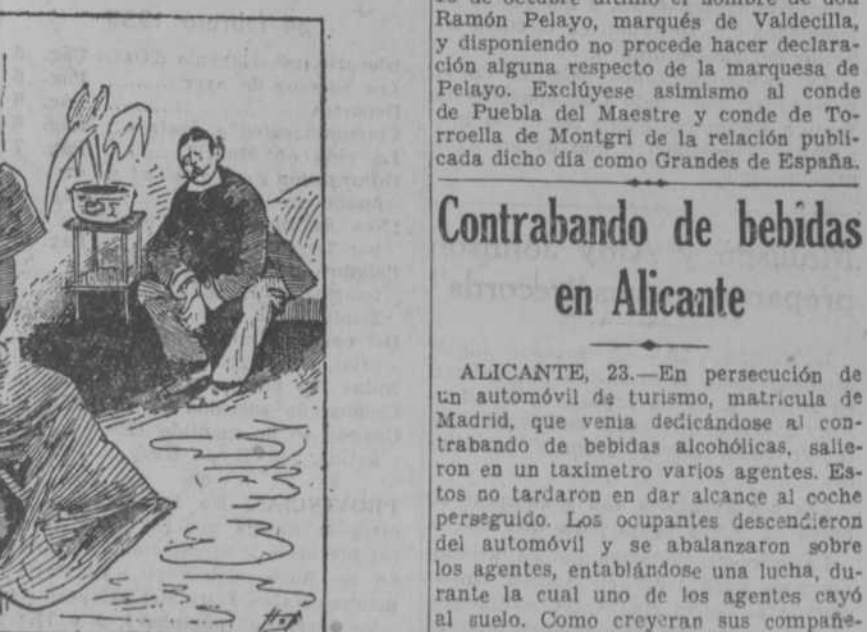 Ramón Pelayo, marqués de Valdecilla,
y disponiendo no procede hacer declara-
ción alguna respecto de la marquesa de
Pelayo. Exclúyese asimismo al conde
de Puebla del Maestre y conde de To-
rroella de Montgrí de la relación publi-
cada dicho día como Grandes de España.
Contrabando de bebidas
en Alicante
ALICANTE, 23.—En persecución de
un automóvil de turismo, matrícula de
Madrid, que venía dedicándose al con-
trabando de bebidas alcohólicas, salie-
ron en un taxímetro varios agentes. Es-
tos no tardaron en dar alcance al coche
perseguido. Los ocupantes descendieron
del automóvil y se abalanzaron sobre
los agentes, entablándose una lucha, du-
rante la cual uno de los agentes cayó
al suelo. Como creyeran sus compañe-